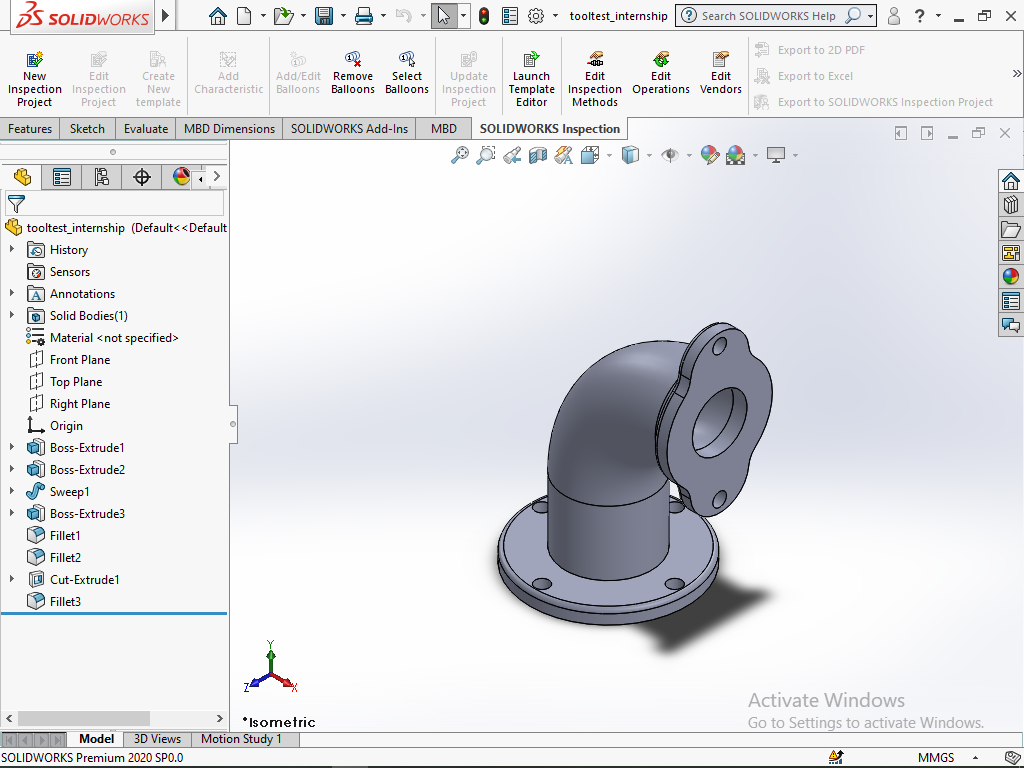 SOLIDWORKS
tooltest_internship
Search SOLIDWORKS Help
New Inspection Project
Edit Inspection Project
Create New template
Add Characteristic
Add/Edit Balloons
Remove Balloons
Select Balloons
Update Inspection Project
Launch Template Editor
Edit Inspection Methods
Edit Operations
Edit Vendors
Export to 2D PDF
Export to Excel
Export to SOLIDWORKS Inspection Project
Features
Sketch
Evaluate
MBD Dimensions
SOLIDWORKS Add-Ins
MBD
SOLIDWORKS Inspection
tooltest_internship (Default<<Default
History
Sensors
Annotations
Solid Bodies(1)
Material <not specified>
Front Plane
Top Plane
Right Plane
Origin
Boss-Extrude1
Boss-Extrude2
Sweep1
Boss-Extrude3
Fillet1
Fillet2
Cut-Extrude1
Fillet3
Y
Z
X
*Isometric
Activate Windows
Go to Settings to activate Windows.
Model
3D Views
Motion Study 1
SOLIDWORKS Premium 2020 SP0.0
MMGS